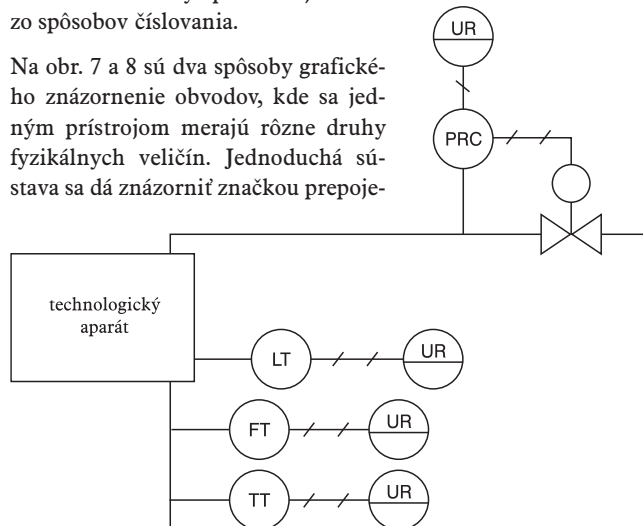 zo spôsobov číslovania.
Na obr. 7 a 8 sú dva spôsoby grafické-
ho znázornenie obvodov, kde sa jed-
ným prístrojom merajú rôzne druhy
fyzikálnych veličín. Jednoduchá sú-
stava sa dá znázorniť značkou prepoje-
UR
PRC
technologický
aparát
LT
UR
FT
UR
TT
UR